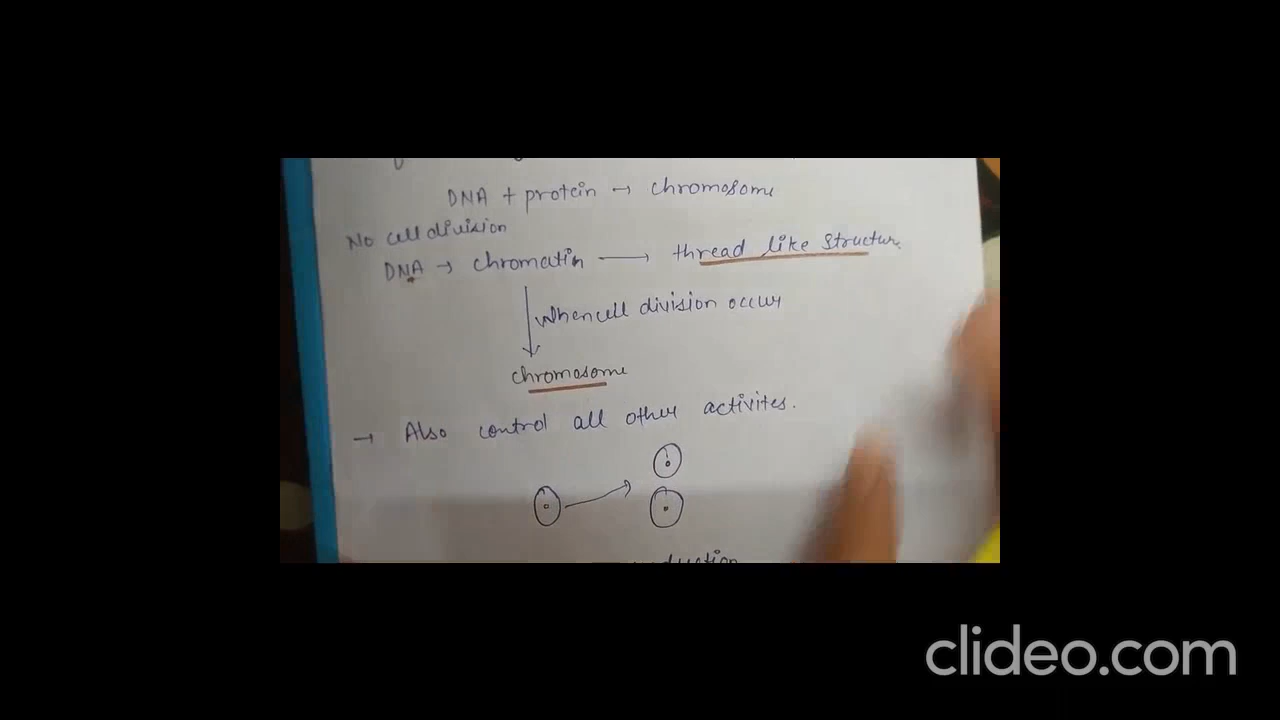 DNA + protein → chromosome
No cell division
DNA → chromatin → thread like structur
when cell division occur
chromosome
→ Also control all other activites.
clideo.com